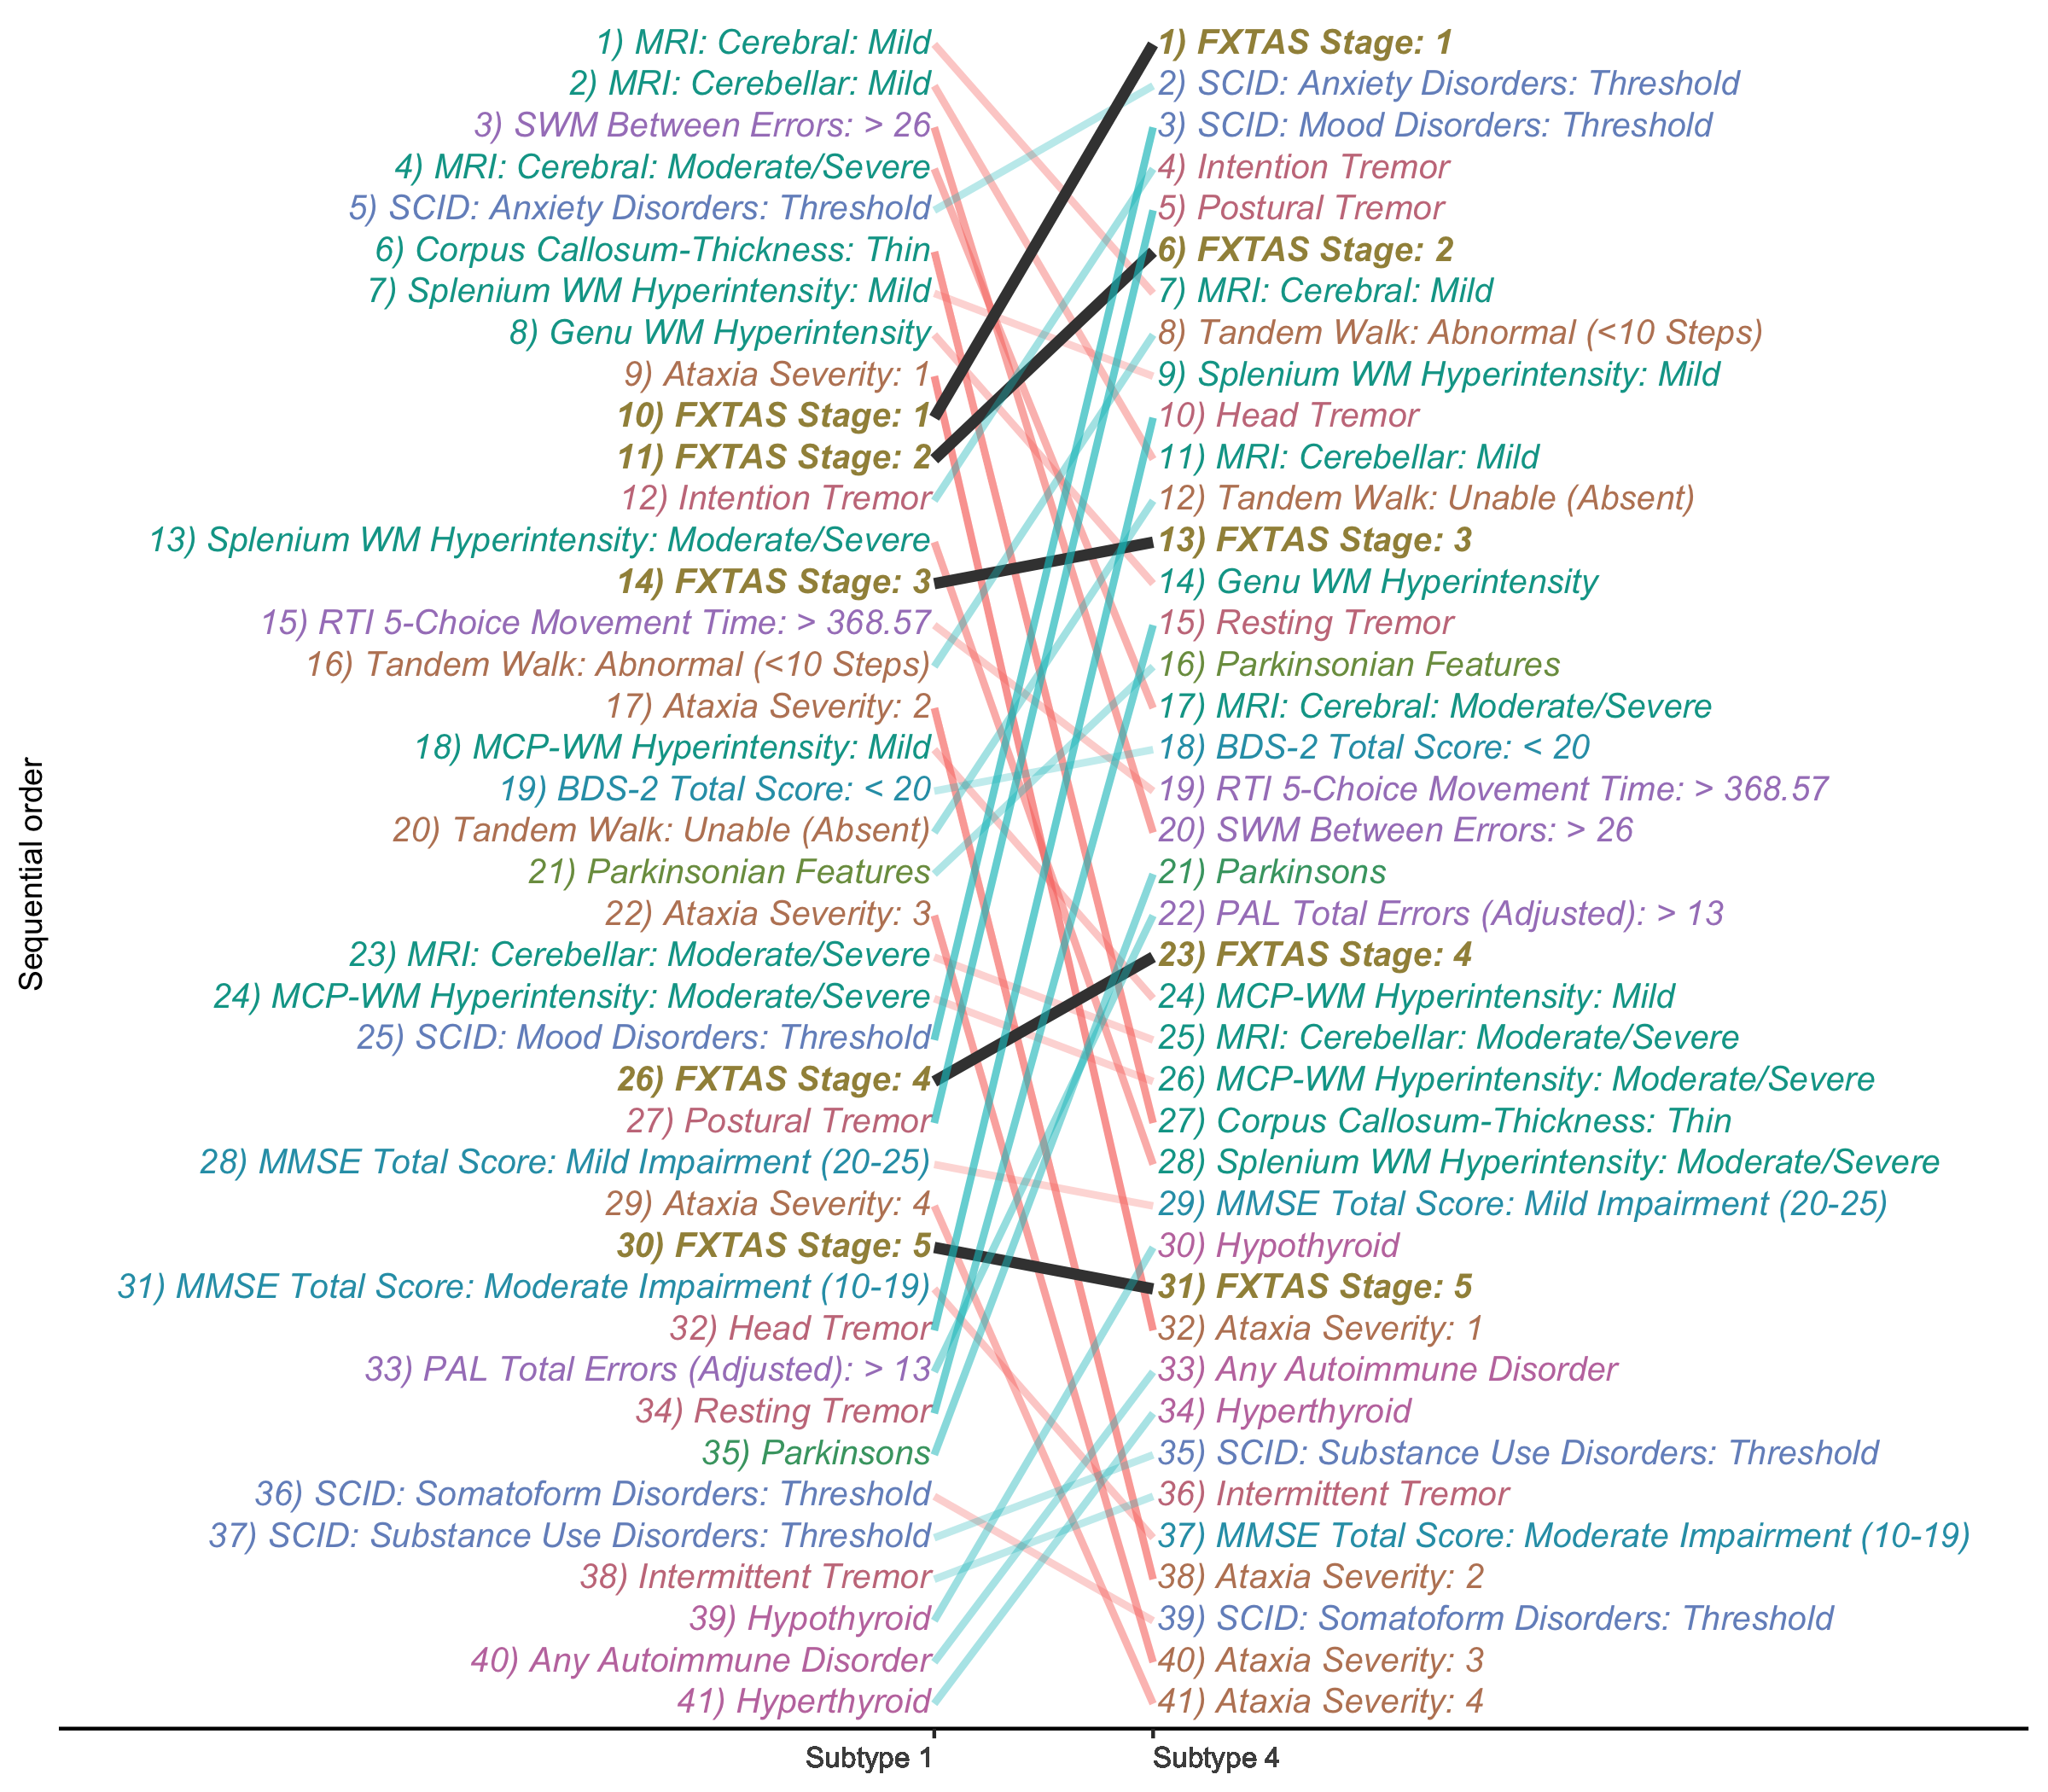 Sequential order
1) MRI: Cerebral: Mild
2) MRI: Cerebellar: Mild
3) SWM Between Errors: > 26
4) MRI: Cerebral: Moderate/Severe
5) SCID: Anxiety Disorders: Threshold
6) Corpus Callosum-Thickness: Thin
7) Splenium WM Hyperintensity: Mild
8) Genu WM Hyperintensity
9) Ataxia Severity: 1
10) FXTAS Stage: 1
11) FXTAS Stage: 2
12) Intention Tremor
13) Splenium WM Hyperintensity: Moderate/Severe
14) FXTAS Stage: 3
15) RTI 5-Choice Movement Time: > 368.57
16) Tandem Walk: Abnormal (<10 Steps)
17) Ataxia Severity: 2
18) MCP-WM Hyperintensity: Mild
19) BDS-2 Total Score: < 20
20) Tandem Walk: Unable (Absent)
21) Parkinsonian Features
22) Ataxia Severity: 3
23) MRI: Cerebellar: Moderate/Severe
24) MCP-WM Hyperintensity: Moderate/Severe
25) SCID: Mood Disorders: Threshold
26) FXTAS Stage: 4
27) Postural Tremor
28) MMSE Total Score: Mild Impairment (20-25)
29) Ataxia Severity: 4
30) FXTAS Stage: 5
31) MMSE Total Score: Moderate Impairment (10-19)
32) Head Tremor
33) PAL Total Errors (Adjusted): > 13
34) Resting Tremor
35) Parkinsons
36) SCID: Somatoform Disorders: Threshold
37) SCID: Substance Use Disorders: Threshold
38) Intermittent Tremor
39) Hypothyroid
40) Any Autoimmune Disorder
41) Hyperthyroid
Subtype 1
1) FXTAS Stage: 1
2) SCID: Anxiety Disorders: Threshold
3) SCID: Mood Disorders: Threshold
4) Intention Tremor
5) Postural Tremor
6) FXTAS Stage: 2
7) MRI: Cerebral: Mild
8) Tandem Walk: Abnormal (<10 Steps)
9) Splenium WM Hyperintensity: Mild
10) Head Tremor
11) MRI: Cerebellar: Mild
12) Tandem Walk: Unable (Absent)
13) FXTAS Stage: 3
14) Genu WM Hyperintensity
15) Resting Tremor
16) Parkinsonian Features
17) MRI: Cerebral: Moderate/Severe
18) BDS-2 Total Score: < 20
19) RTI 5-Choice Movement Time: > 368.57
20) SWM Between Errors: > 26
21) Parkinsons
22) PAL Total Errors (Adjusted): > 13
23) FXTAS Stage: 4
24) MCP-WM Hyperintensity: Mild
25) MRI: Cerebellar: Moderate/Severe
26) MCP-WM Hyperintensity: Moderate/Severe
27) Corpus Callosum-Thickness: Thin
28) Splenium WM Hyperintensity: Moderate/Severe
29) MMSE Total Score: Mild Impairment (20-25)
30) Hypothyroid
31) FXTAS Stage: 5
32) Ataxia Severity: 1
33) Any Autoimmune Disorder
34) Hyperthyroid
35) SCID: Substance Use Disorders: Threshold
36) Intermittent Tremor
37) MMSE Total Score: Moderate Impairment (10-19)
38) Ataxia Severity: 2
39) SCID: Somatoform Disorders: Threshold
40) Ataxia Severity: 3
41) Ataxia Severity: 4
Subtype 4